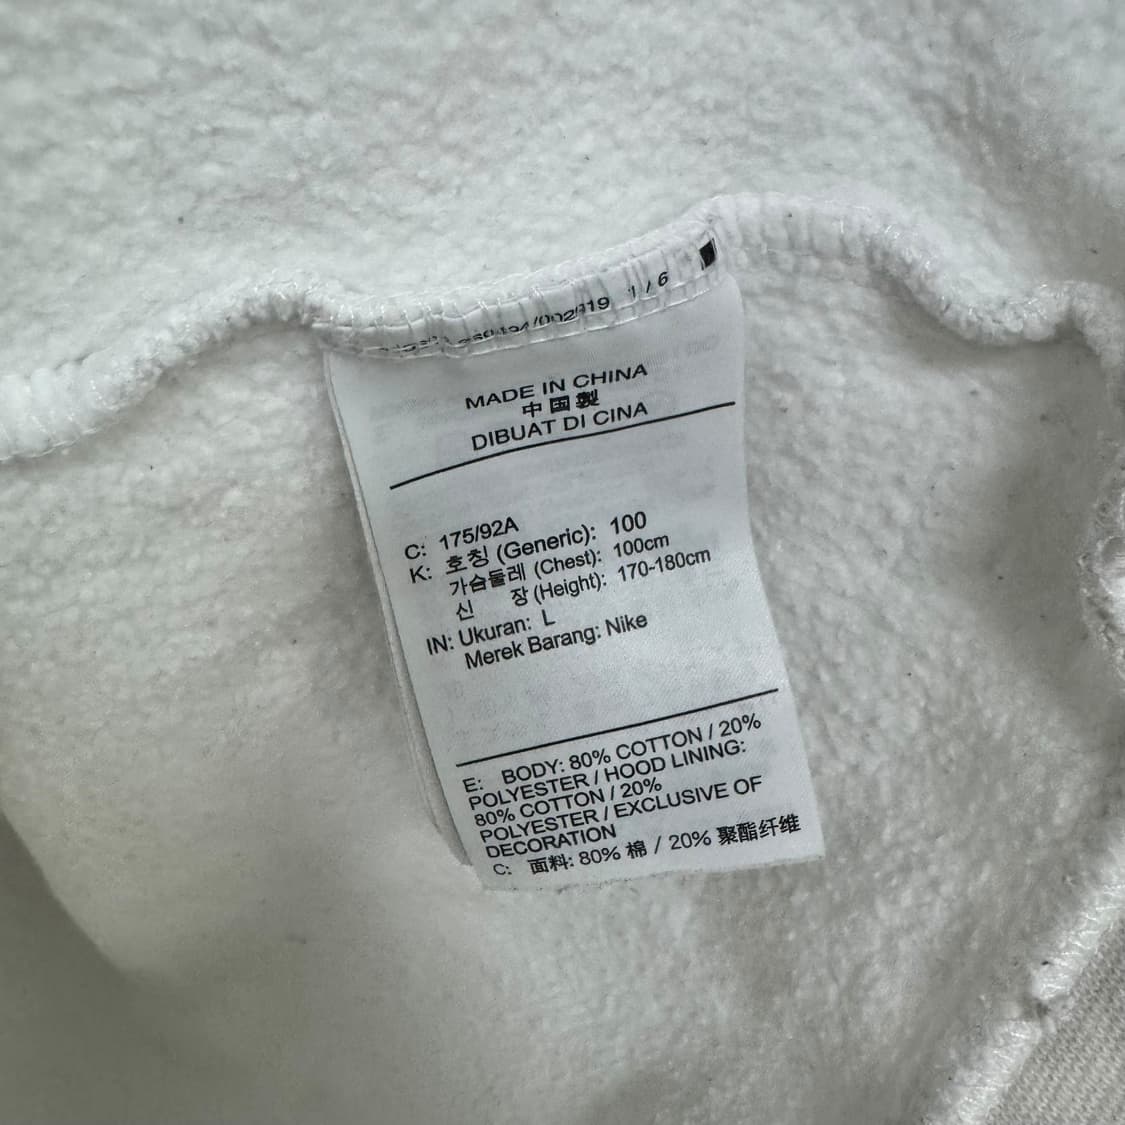 1 / 6
MADE IN CHINA
中国製
DIBUAT DI CINA
C: 175/92A
K: 호칭 (Generic): 100
가슴둘레 (Chest): 100cm
신 장 (Height): 170-180cm
IN: Ukuran: L
Merek Barang: Nike
E: BODY: 80% COTTON / 20%
POLYESTER / HOOD LINING:
80% COTTON / 20%
POLYESTER / EXCLUSIVE OF
DECORATION
C: 面料: 80% 棉 / 20% 聚酯纤维